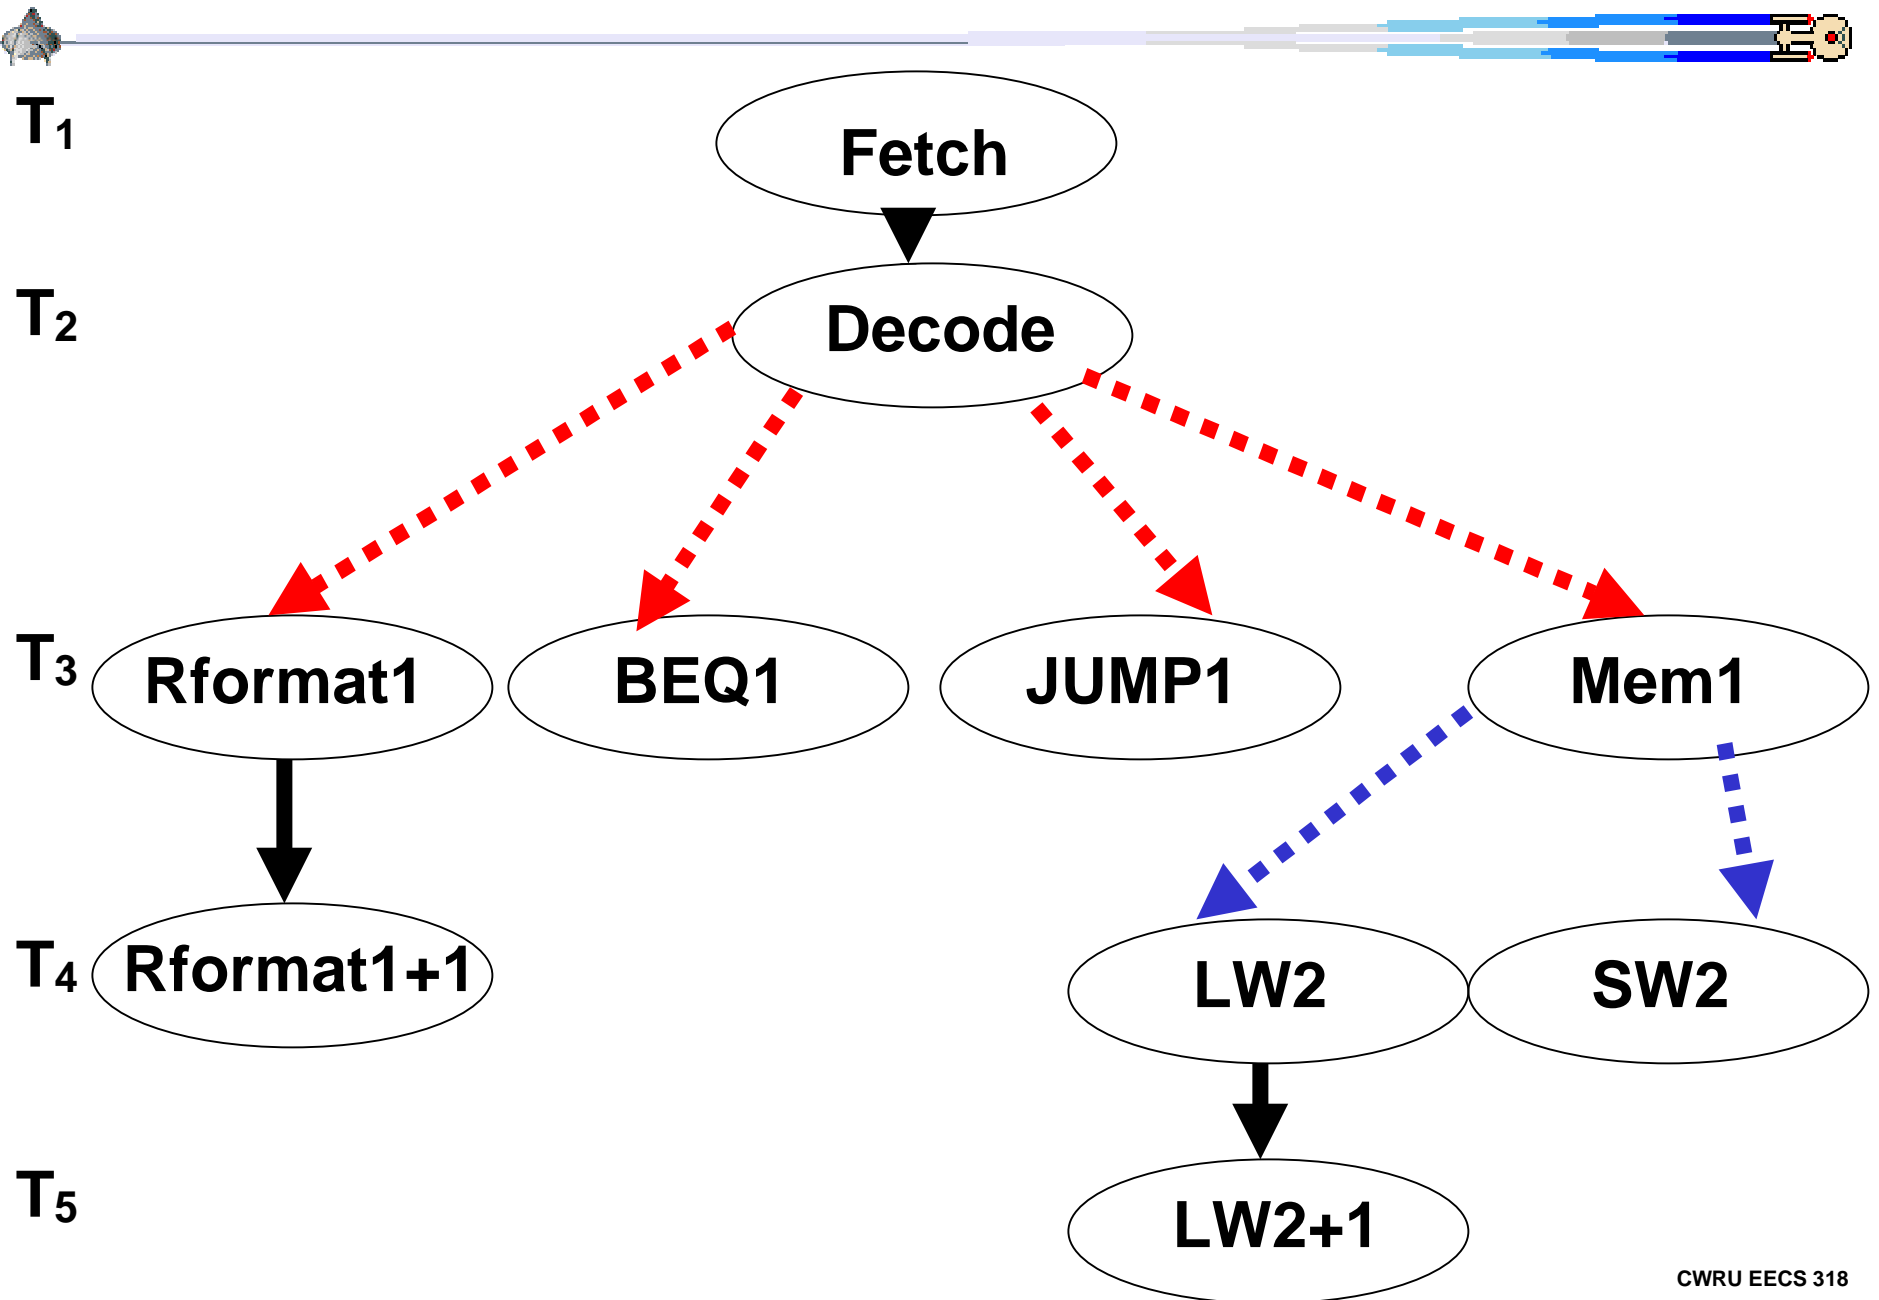 T1
Fetch
T2
Decode
T3
Rformat1
BEQ1
JUMP1
Mem1
T4
Rformat1+1
LW2
SW2
T5
LW2+1
CWRU EECS 318